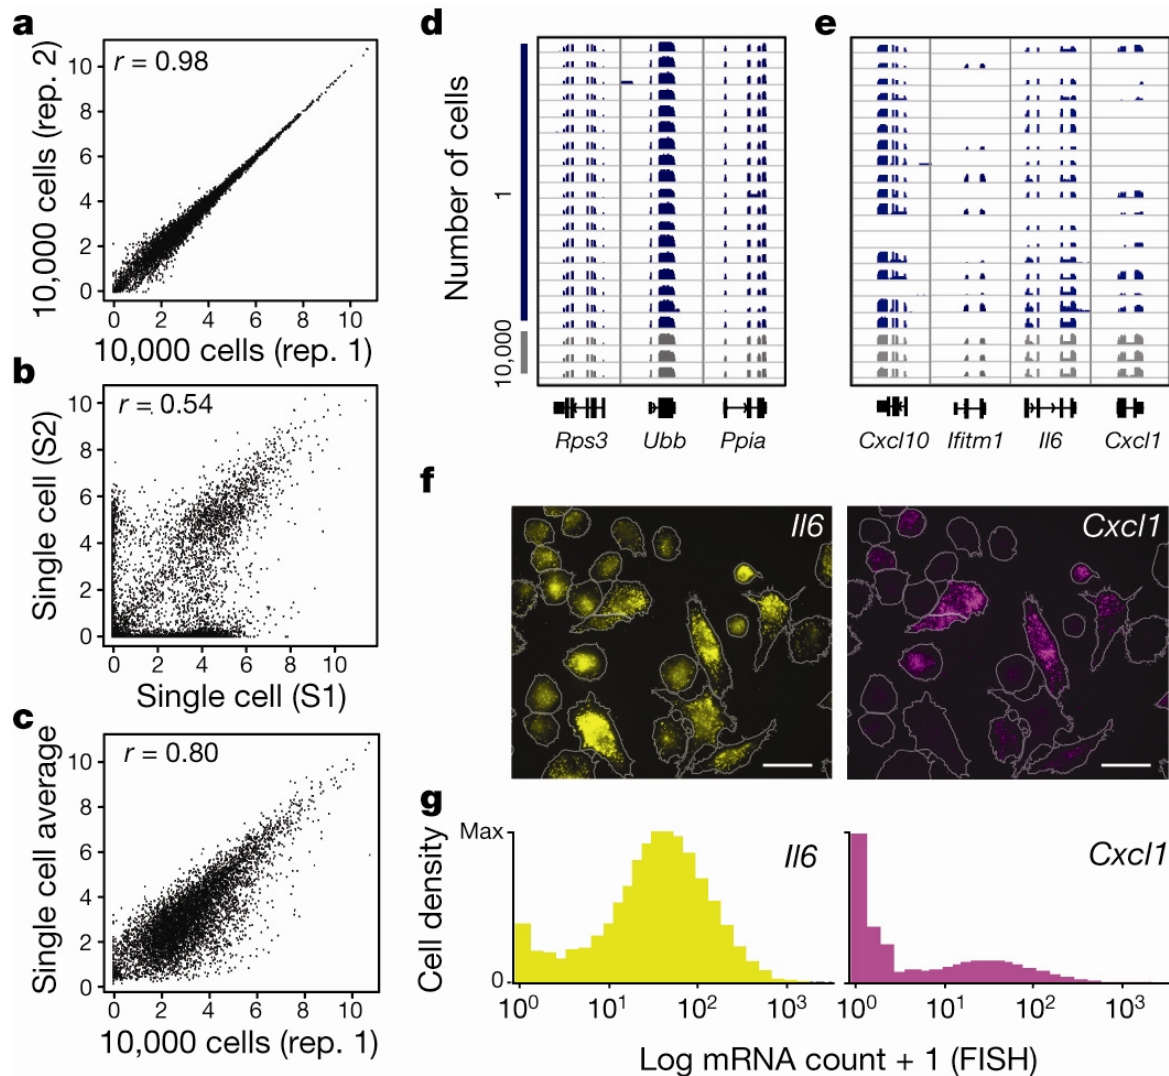 a
r = 0.98
10,000 cells (rep. 2)
0 2 4 6 8 10
0 2 4 6 8 10
10,000 cells (rep. 1)
b
r = 0.54
Single cell (S2)
0 2 4 6 8 10
0 2 4 6 8 10
Single cell (S1)
c
r = 0.80
Single cell average
0 2 4 6 8 10
0 2 4 6 8 10
10,000 cells (rep. 1)
d
Number of cells
1
10,000
Rps3 Ubb Ppia
e
Cxcl10 Ifitm1 Il6 Cxcl1
f
Il6
Cxcl1
g
Cell density
Max
0
Il6
Cxcl1
10⁰ 10¹ 10² 10³
10⁰ 10¹ 10² 10³
Log mRNA count + 1 (FISH)